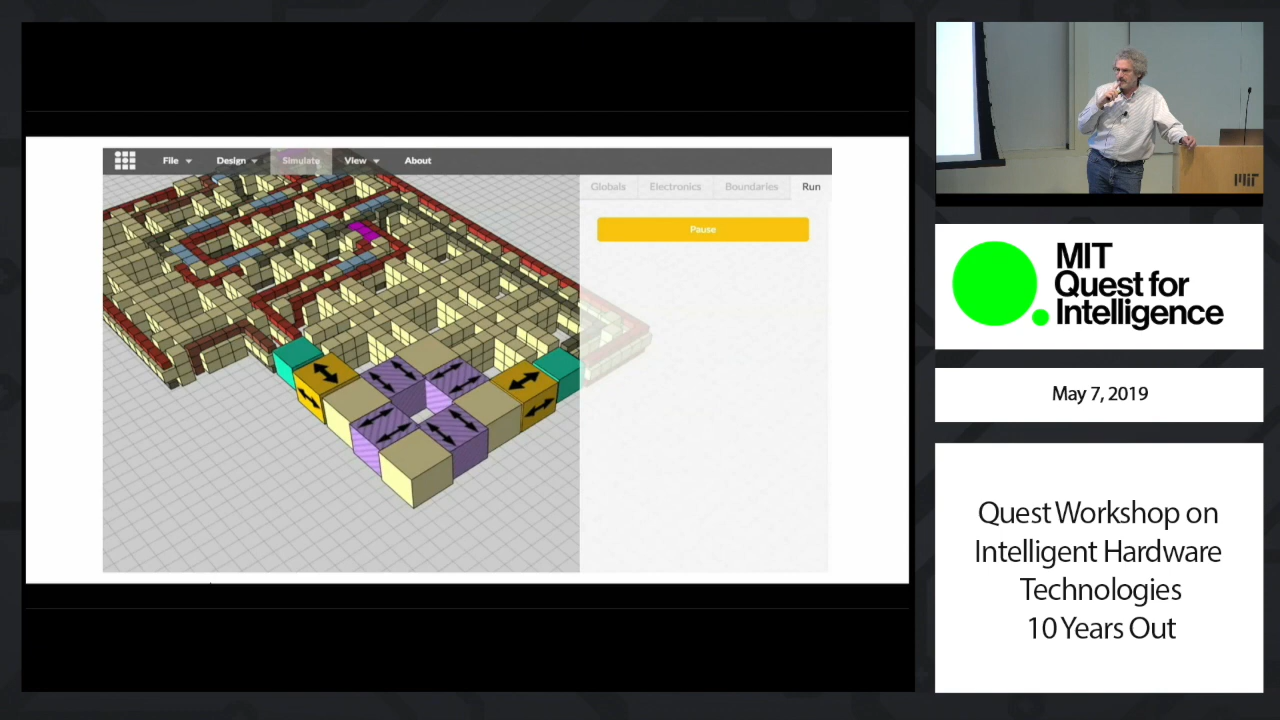 File
Design
Simulate
View
About
Globals
Electronics
Boundaries
Run
Pause
MIT
MIT
Quest for
Intelligence
May 7, 2019
Quest Workshop on
Intelligent Hardware
Technologies
10 Years Out